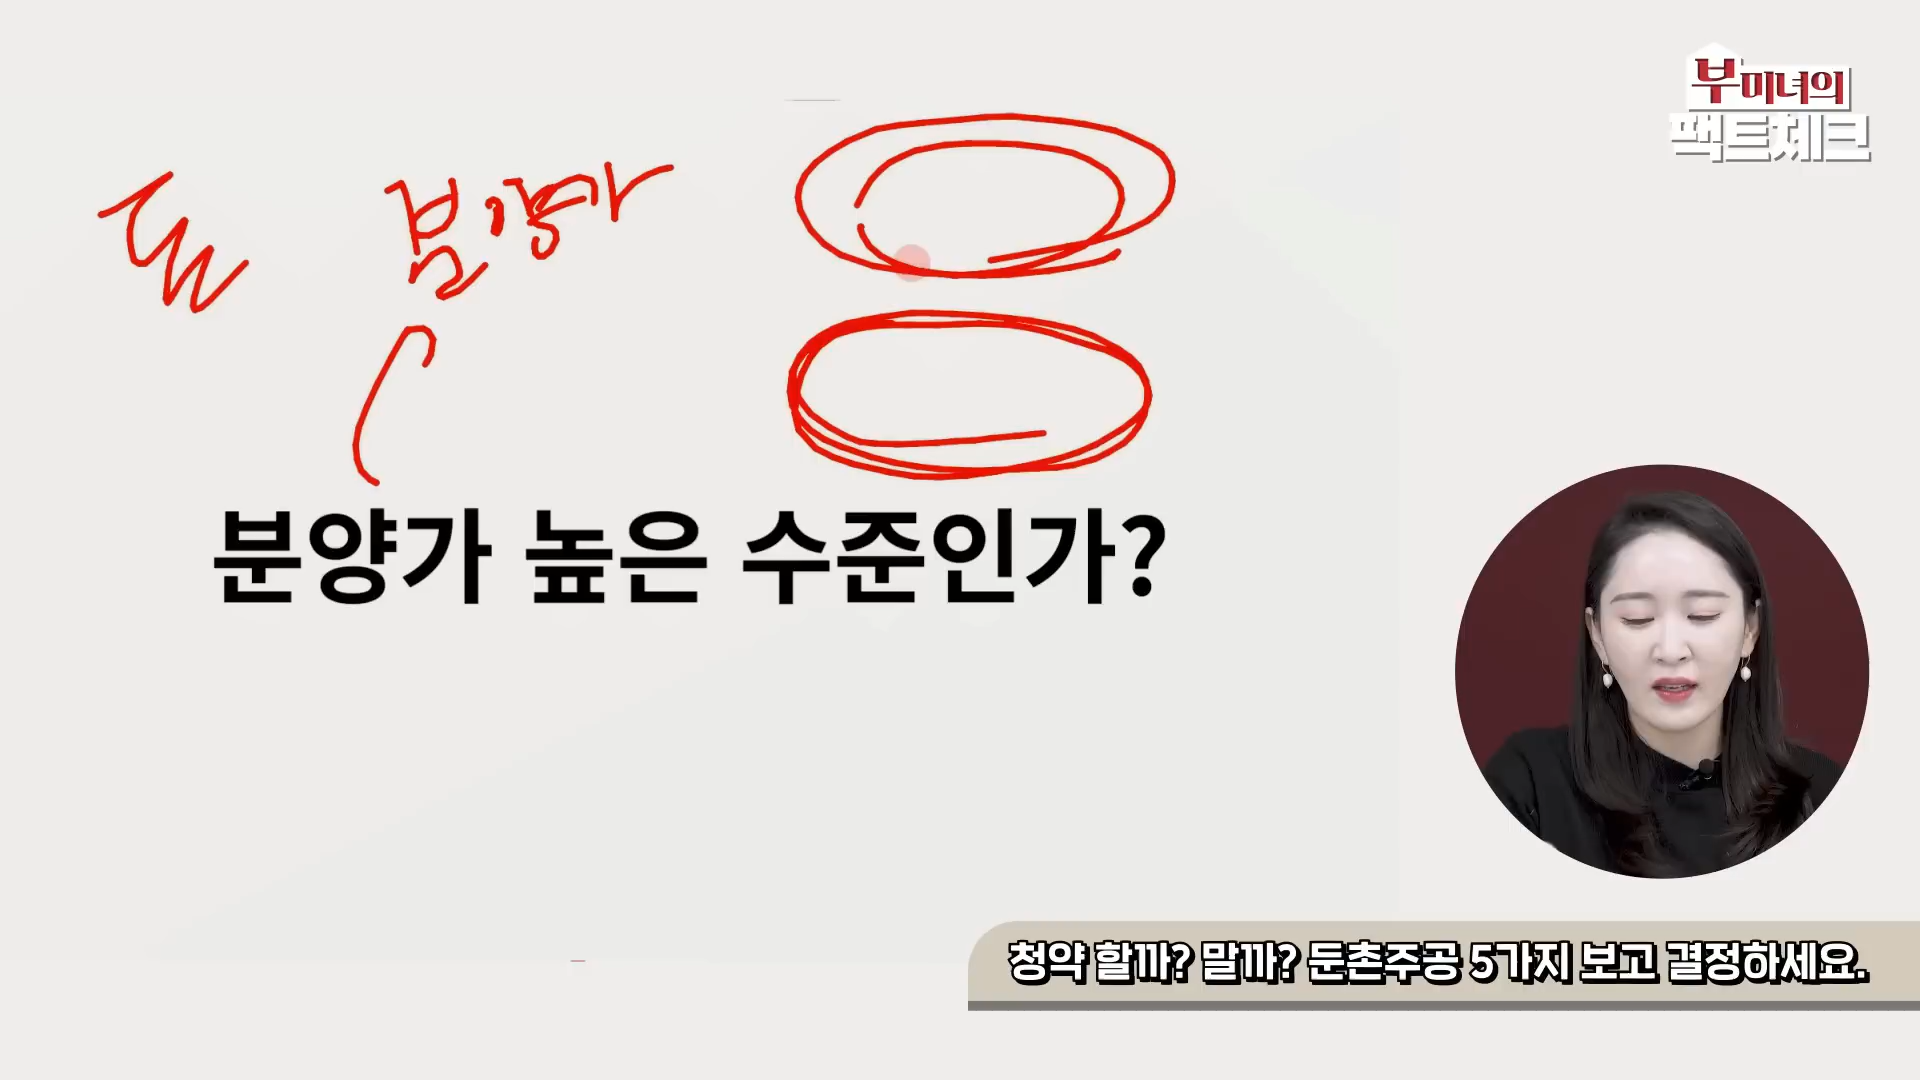 부미녀의
팩트체크
분양가
분양가 높은 수준인가?
청약 할까? 말까? 둔촌주공 5가지 보고 결정하세요.